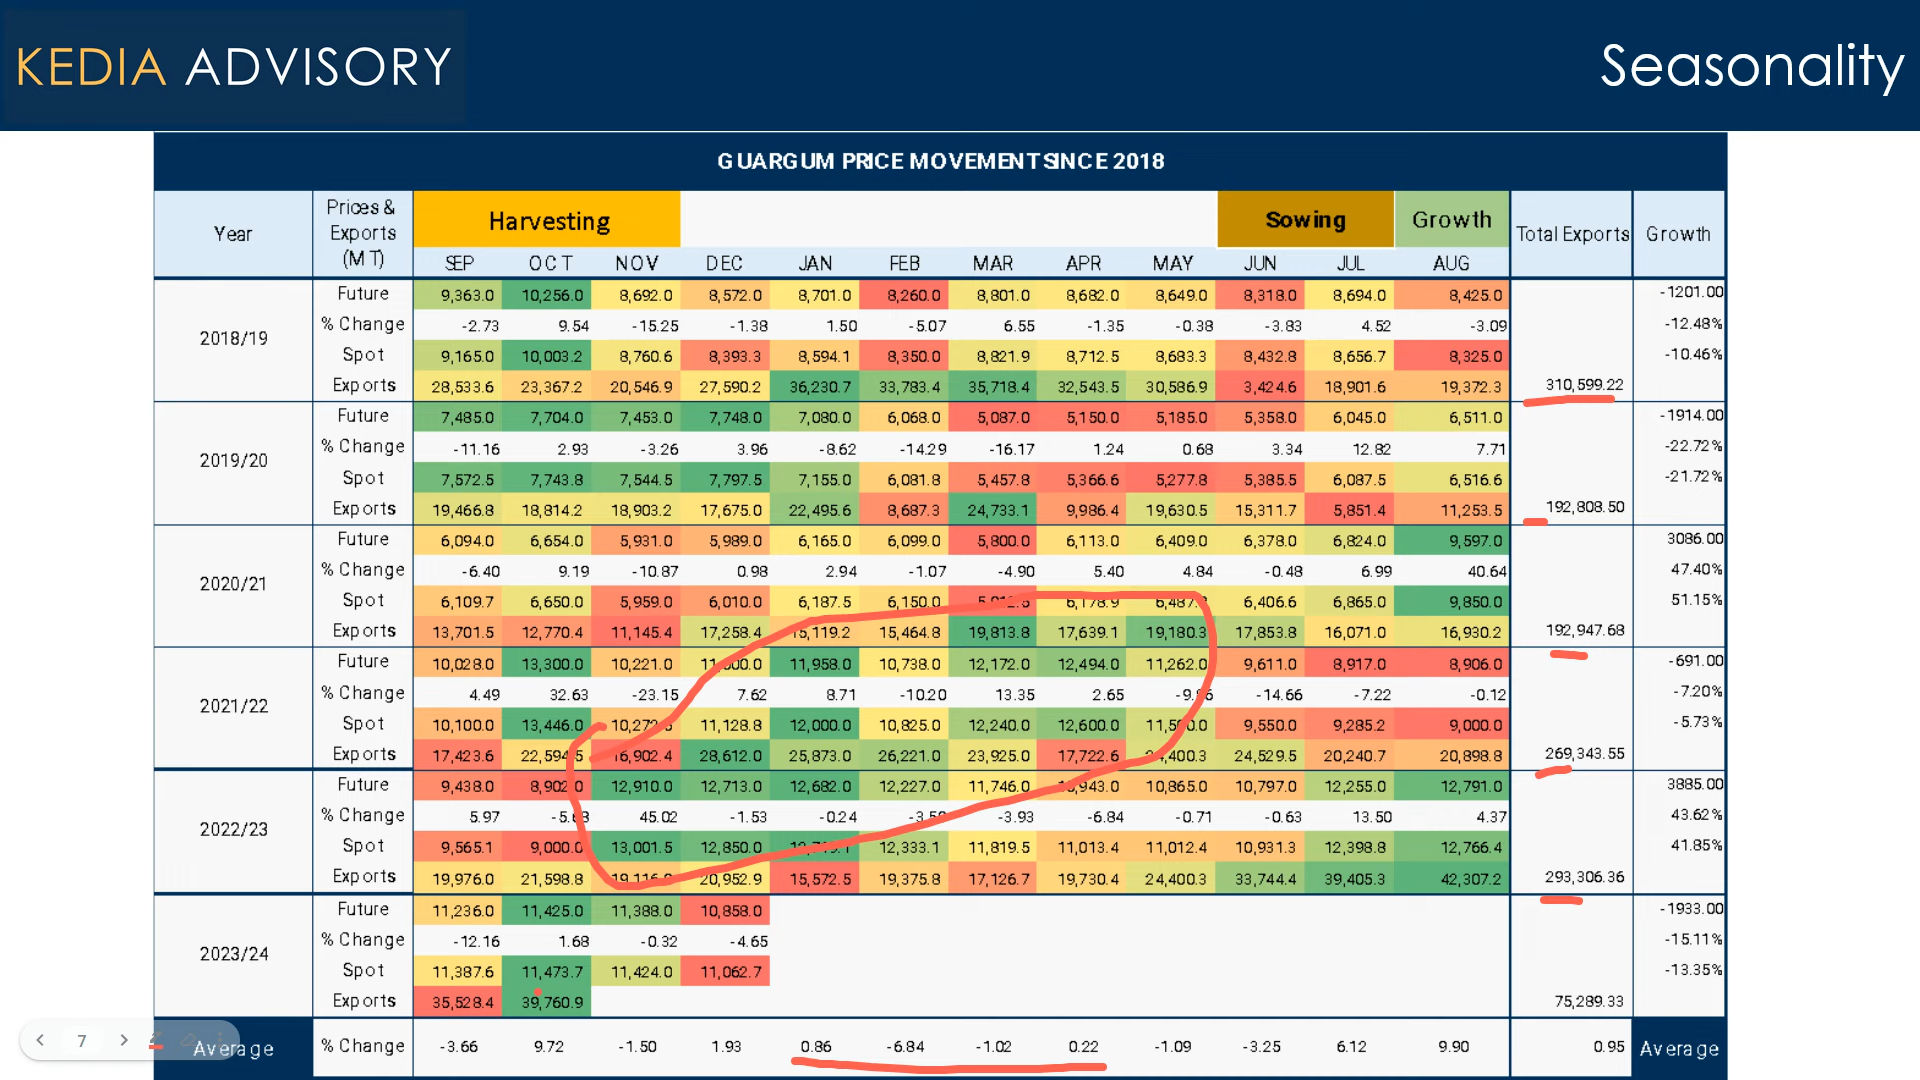 KEDIA ADVISORY
Seasonality
GUARGUM PRICE MOVEMENT SINCE 2018
Year Prices & Exports (MT) Harvesting Sowing Growth Total Exports Growth
SEP OCT NOV DEC JAN FEB MAR APR MAY JUN JUL AUG
2018/19
Future 9,363.0 10,256.0 8,692.0 8,572.0 8,701.0 8,260.0 8,801.0 8,682.0 8,649.0 8,318.0 8,694.0 8,425.0 -1201.00
% Change -2.73 9.54 -15.25 -1.38 1.50 -5.07 6.55 -1.35 -0.38 -3.83 4.52 -3.09 -12.48%
Spot 9,165.0 10,003.2 8,760.6 8,393.3 8,594.1 8,350.0 8,821.9 8,712.5 8,683.3 8,432.8 8,656.7 8,325.0 -10.46%
Exports 28,533.6 23,367.2 20,546.9 27,590.2 36,230.7 33,783.4 35,718.4 32,543.5 30,586.9 3,424.6 18,901.6 19,372.3 310,599.22
2019/20
Future 7,485.0 7,704.0 7,453.0 7,748.0 7,080.0 6,068.0 5,087.0 5,150.0 5,185.0 5,358.0 6,045.0 6,511.0 -1914.00
% Change -11.16 2.93 -3.26 3.96 -8.62 -14.29 -16.17 1.24 0.68 3.34 12.82 7.71 -22.72%
Spot 7,572.5 7,743.8 7,544.5 7,797.5 7,155.0 6,081.8 5,457.8 5,366.6 5,277.8 5,385.5 6,087.5 6,516.6 -21.72%
Exports 19,466.8 18,814.2 18,903.2 17,675.0 22,495.6 8,687.3 24,733.1 9,986.4 19,630.5 15,311.7 5,851.4 11,253.5 192,808.50
2020/21
Future 6,094.0 6,654.0 5,931.0 5,989.0 6,165.0 6,099.0 5,800.0 6,113.0 6,409.0 6,378.0 6,824.0 9,597.0 3086.00
% Change -6.40 9.19 -10.87 0.98 2.94 -1.07 -4.90 5.40 4.84 -0.48 6.99 40.64 47.40%
Spot 6,109.7 6,650.0 5,959.0 6,010.0 6,187.5 6,150.0 6,178.9 6,406.6 6,865.0 9,850.0 51.15%
Exports 13,701.5 12,770.4 11,145.4 17,258.4 15,119.2 15,464.8 19,813.8 17,639.1 19,180.3 17,853.8 16,071.0 16,930.2 192,947.68
2021/22
Future 10,028.0 13,300.0 10,221.0 11,958.0 10,738.0 12,172.0 12,494.0 11,262.0 9,611.0 8,917.0 8,906.0 -691.00
% Change 4.49 32.63 -23.15 7.62 8.71 -10.20 13.35 2.65 -14.66 -7.22 -0.12 -7.20%
Spot 10,100.0 13,446.0 11,128.8 12,000.0 10,825.0 12,240.0 12,600.0 9,550.0 9,285.2 9,000.0 -5.73%
Exports 17,423.6 22,594.5 16,902.4 28,612.0 25,873.0 26,221.0 23,925.0 17,722.6 24,529.5 20,240.7 20,898.8 269,343.55
2022/23
Future 9,438.0 8,902.0 12,910.0 12,713.0 12,682.0 12,227.0 11,746.0 10,865.0 10,797.0 12,255.0 12,791.0 3885.00
% Change 5.97 45.02 -1.53 -0.24 -3.93 -6.84 -0.71 -0.63 13.50 4.37 43.62%
Spot 9,565.1 9,000.0 13,001.5 12,850.0 12,333.1 11,819.5 11,013.4 11,012.4 10,931.3 12,398.8 12,766.4 41.85%
Exports 19,976.0 21,598.8 20,952.9 15,572.5 19,375.8 17,126.7 19,730.4 24,400.3 33,744.4 39,405.3 42,307.2 293,306.36
2023/24
Future 11,236.0 11,425.0 11,388.0 10,858.0 -1933.00
% Change -12.16 1.68 -0.32 -4.65 -15.11%
Spot 11,387.6 11,473.7 11,424.0 11,062.7 -13.35%
Exports 35,528.4 39,760.9 75,289.33
Average % Change -3.66 9.72 -1.50 1.93 0.86 -6.84 -1.02 0.22 -1.09 -3.25 6.12 9.90 0.95 Average
7